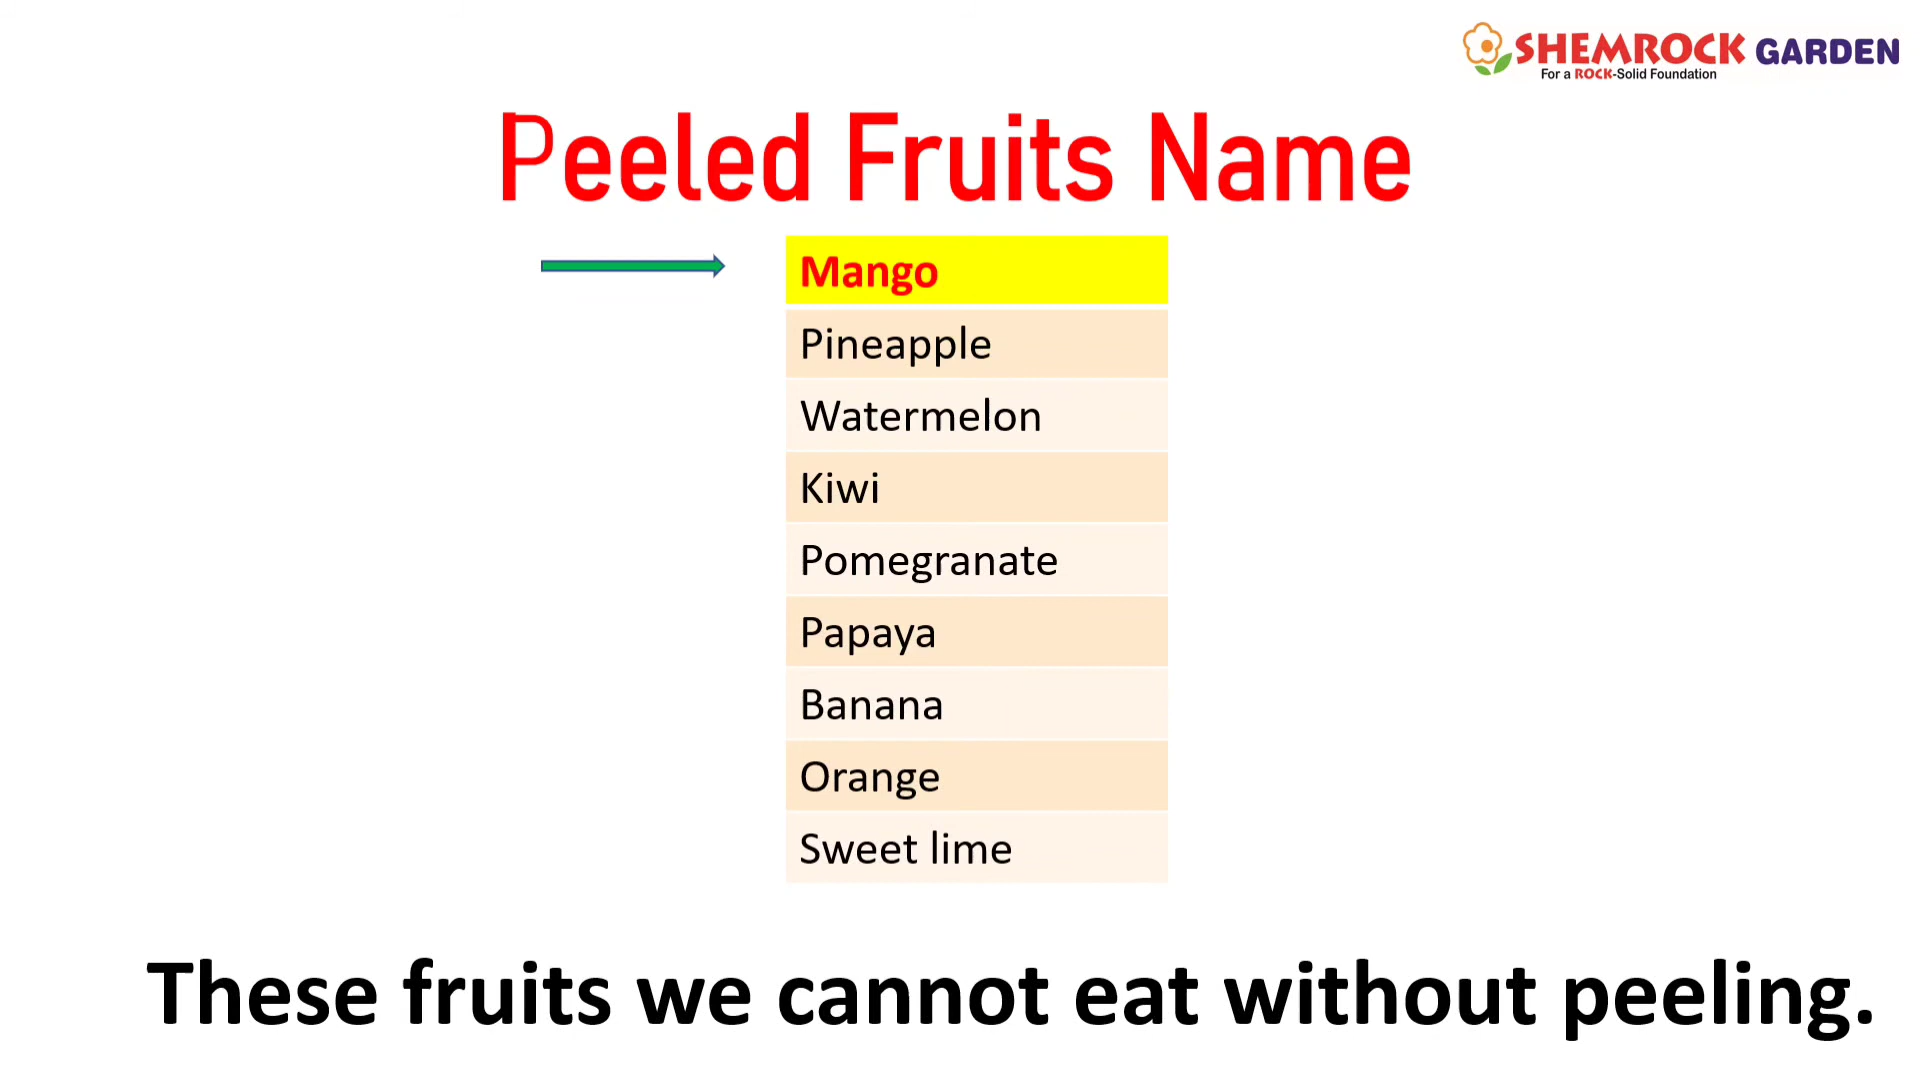 SHEMROCK GARDEN
For a ROCK-Solid Foundation
Peeled Fruits Name
Mango
Pineapple
Watermelon
Kiwi
Pomegranate
Papaya
Banana
Orange
Sweet lime
These fruits we cannot eat without peeling.